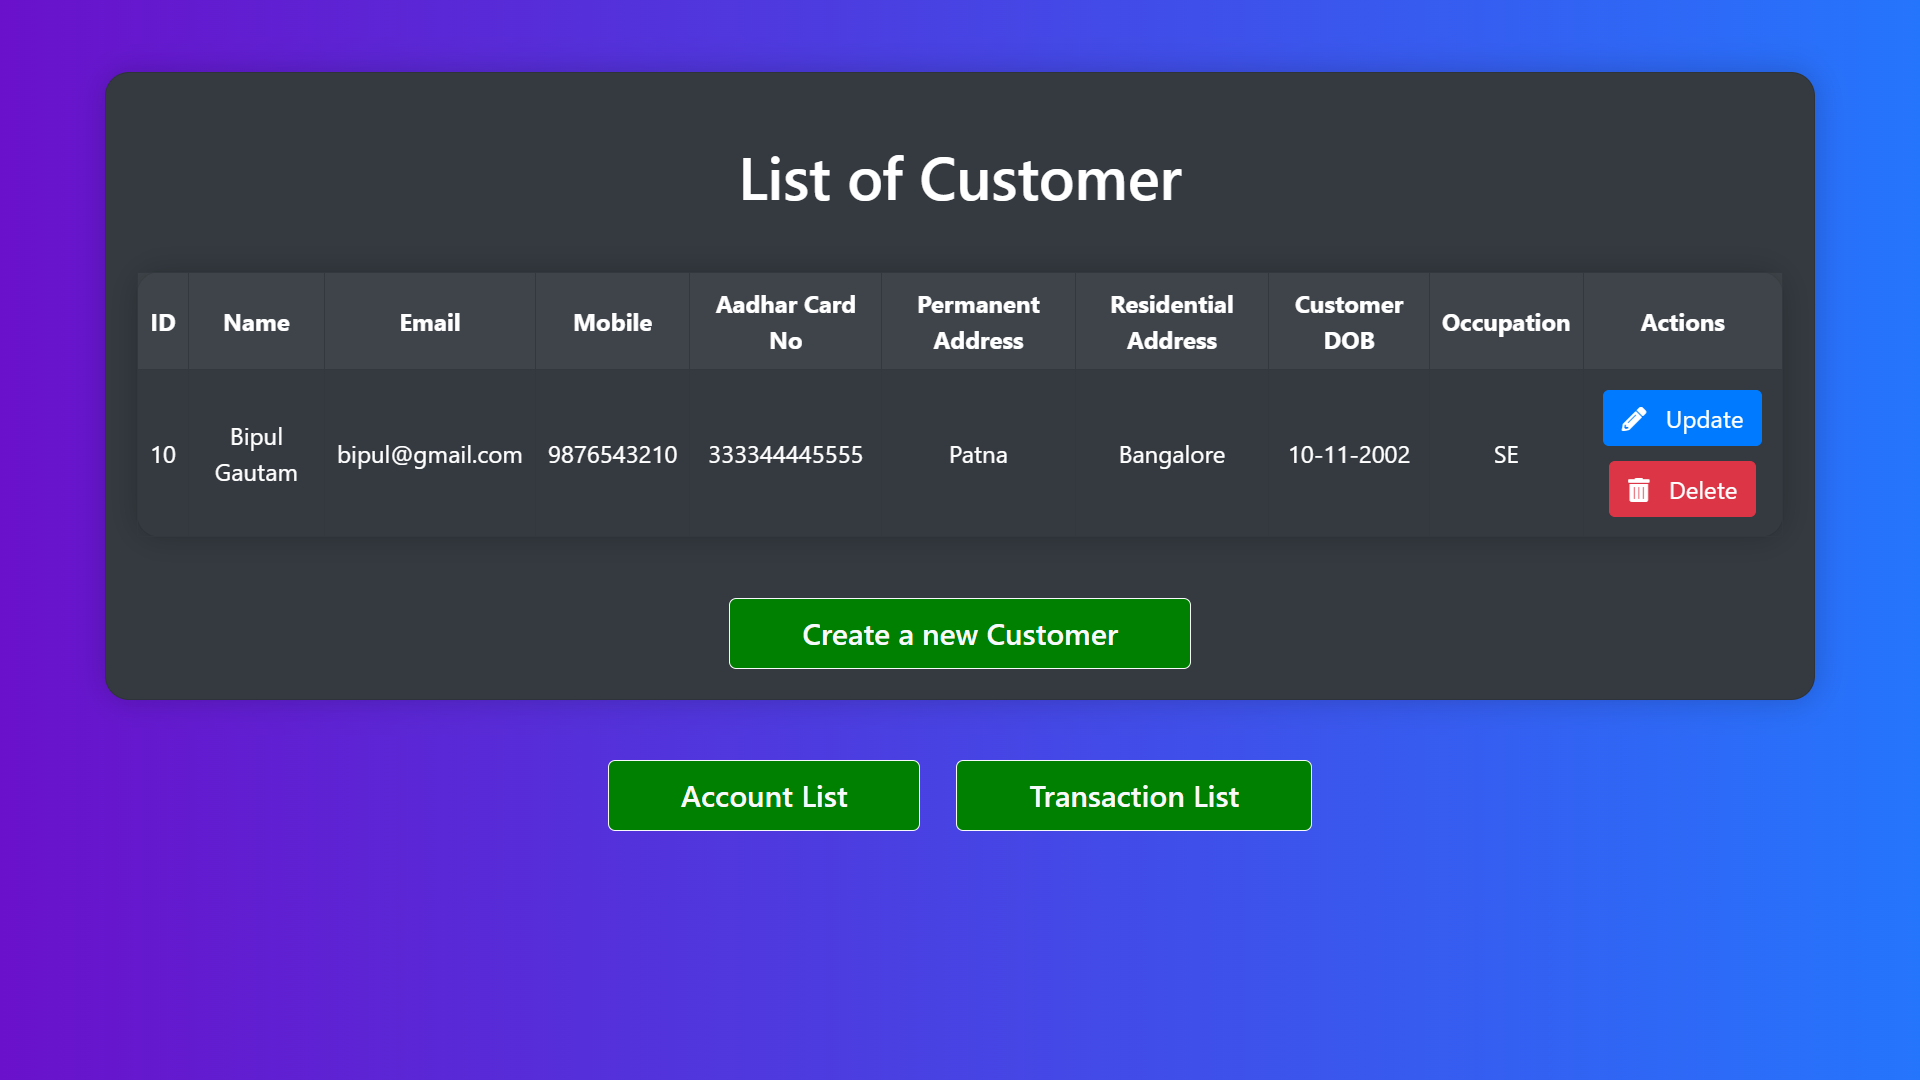 List of Customer
ID Name Email Mobile Aadhar Card No Permanent Address Residential Address Customer DOB Occupation Actions
10 Bipul Gautam bipul@gmail.com 9876543210 333344445555 Patna Bangalore 10-11-2002 SE Update
Delete
Create a new Customer
Account List Transaction List